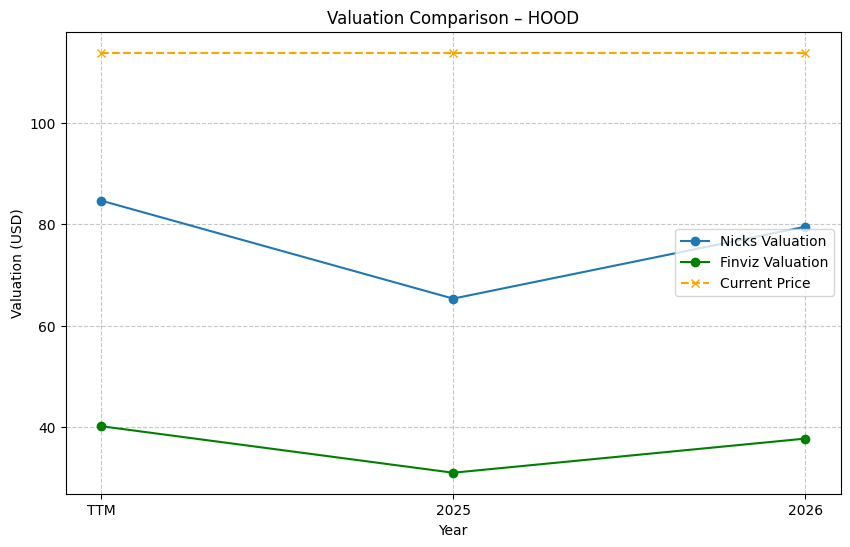 Valuation Comparison – HOOD
Valuation (USD)
100
80
60
40
Nicks Valuation
Finviz Valuation
Current Price
TTM
2025
2026
Year